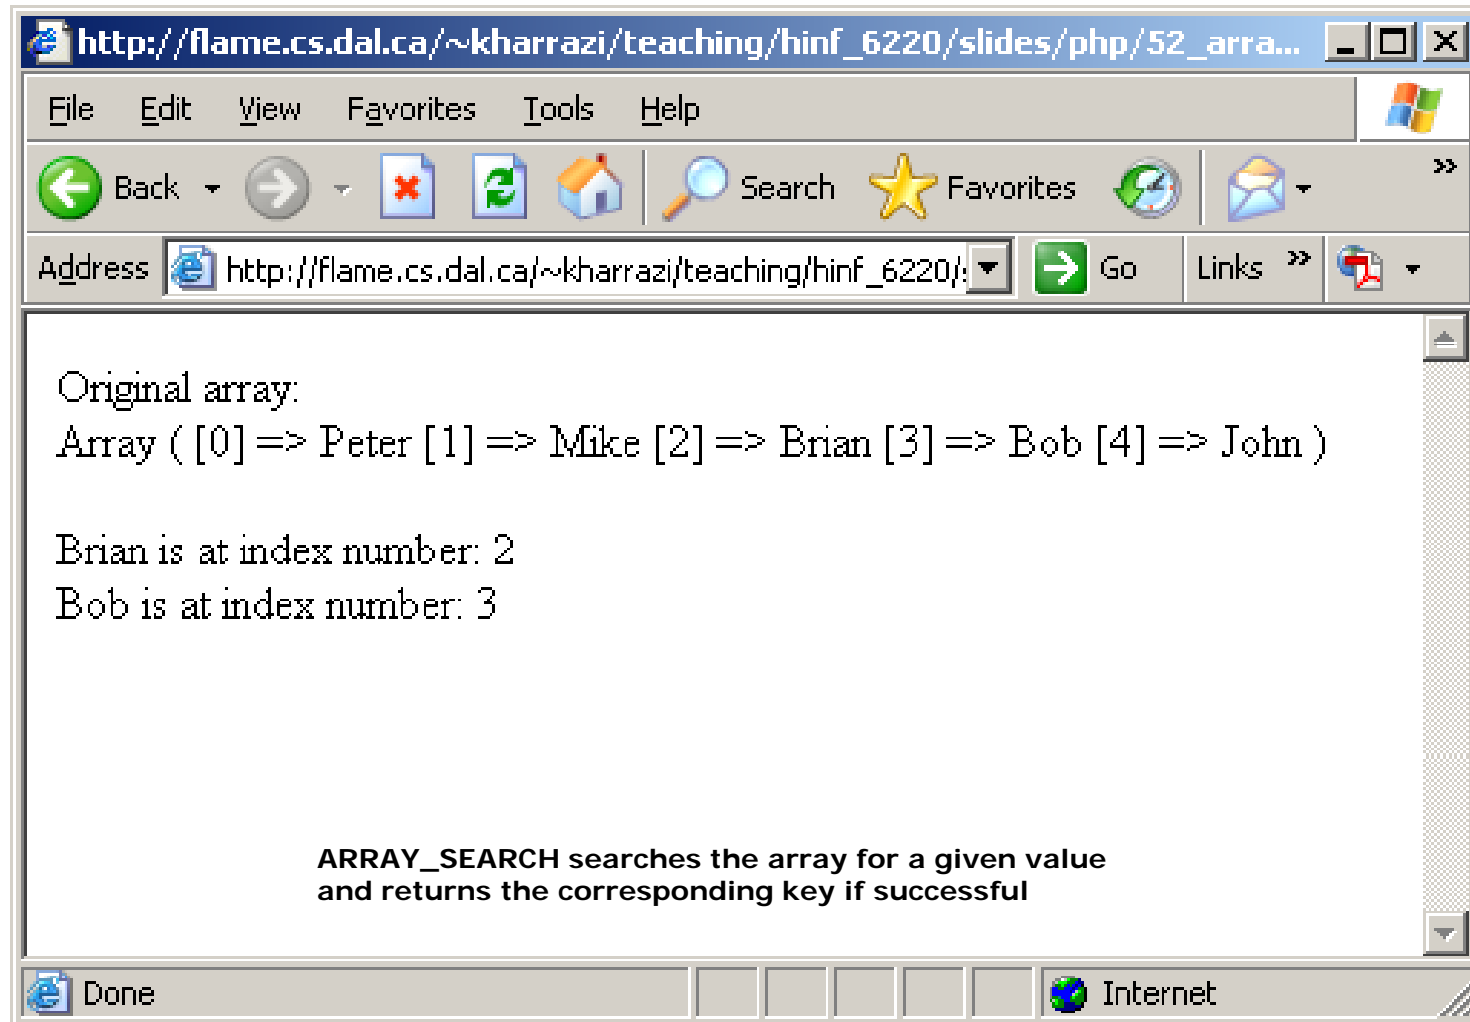 http://flame.cs.dal.ca/~kharrazi/teaching/hinf_6220/slides/php/52_arra...
File Edit View Favorites Tools Help
Back Search Favorites »
Address http://flame.cs.dal.ca/~kharrazi/teaching/hinf_6220/ Go Links »
Original array:
Array ( [0] => Peter [1] => Mike [2] => Brian [3] => Bob [4] => John )
Brian is at index number: 2
Bob is at index number: 3
ARRAY_SEARCH searches the array for a given value
and returns the corresponding key if successful
Done Internet